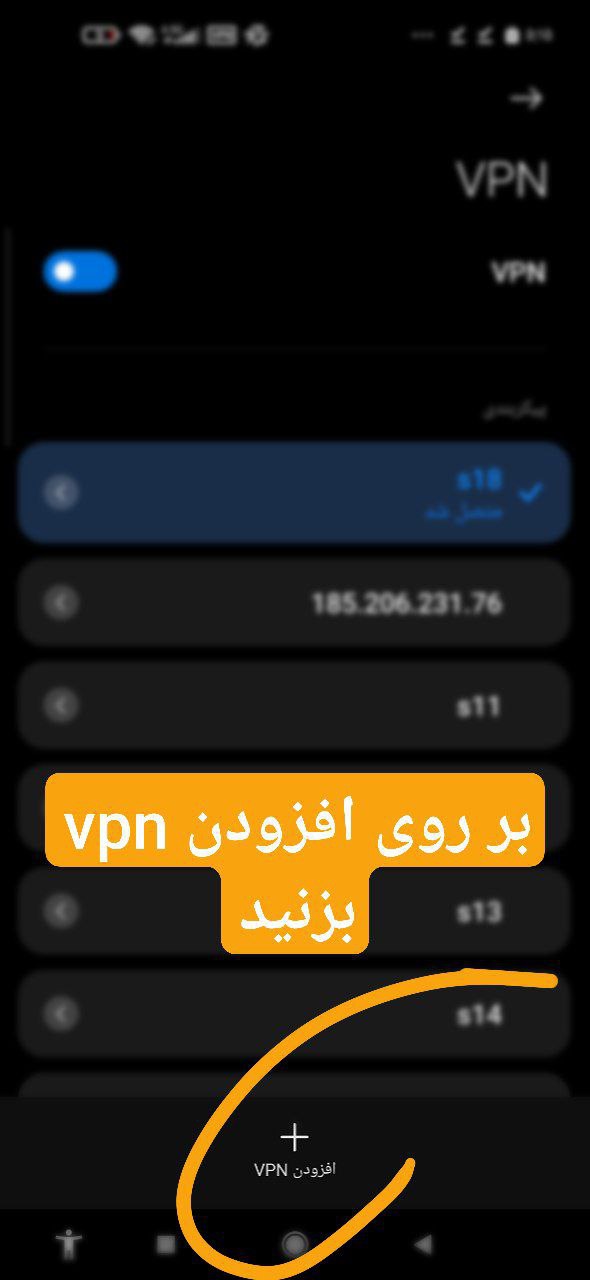 VPN
VPN
پیکربندی
s18
متصل شد
185.206.231.76
s11
بر روی افزودن vpn
بزنید
s13
s14
افزودن VPN